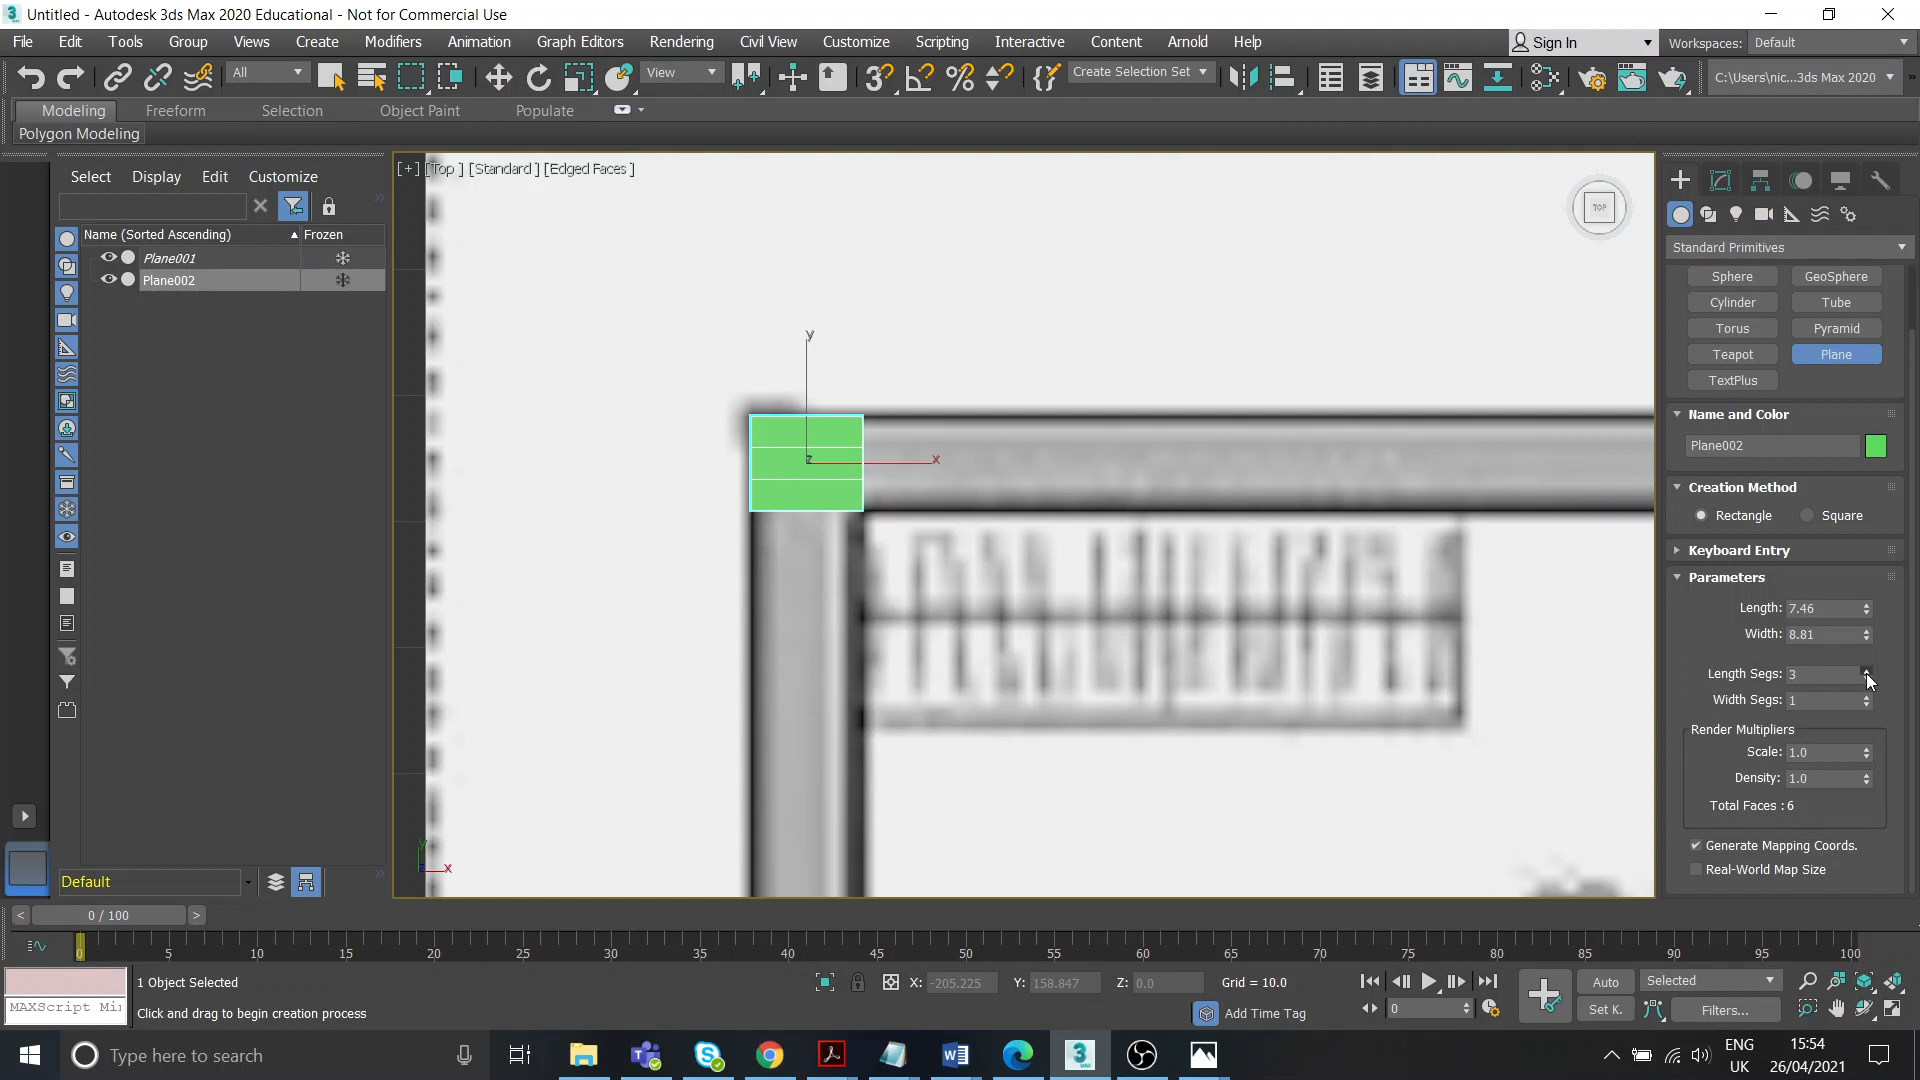 Untitled - Autodesk 3ds Max 2020 Educational - Not for Commercial Use
File Edit Tools Group Views Create Modifiers Animation Graph Editors Rendering Civil View Customize Scripting Interactive Content Arnold Help Sign In Workspaces: Default
All View Create Selection Set C:\Users\nic...3ds Max 2020
Modeling Freeform Selection Object Paint Populate
Polygon Modeling
Select Display Edit Customize
Name (Sorted Ascending) Frozen
Plane001
Plane002
Default
[+] [Top ] [Standard ] [Edged Faces ]
TOP
y
z x
y
z x
Standard Primitives
Sphere GeoSphere
Cylinder Tube
Torus Pyramid
Teapot Plane
TextPlus
Name and Color
Plane002
Creation Method
Rectangle Square
Keyboard Entry
Parameters
Length: 7.46
Width: 8.81
Length Segs: 3
Width Segs: 1
Render Multipliers
Scale: 1.0
Density: 1.0
Total Faces : 6
Generate Mapping Coords.
Real-World Map Size
< 0 / 100 >
0 5 10 15 20 25 30 35 40 45 50 55 60 65 70 75 80 85 90 95 100
1 Object Selected X: -205.225 Y: 158.847 Z: 0.0 Grid = 10.0 Auto Selected
MAXScript Mi Click and drag to begin creation process Add Time Tag 0 Set K. Filters...
Type here to search ENG 15:54
UK 26/04/2021